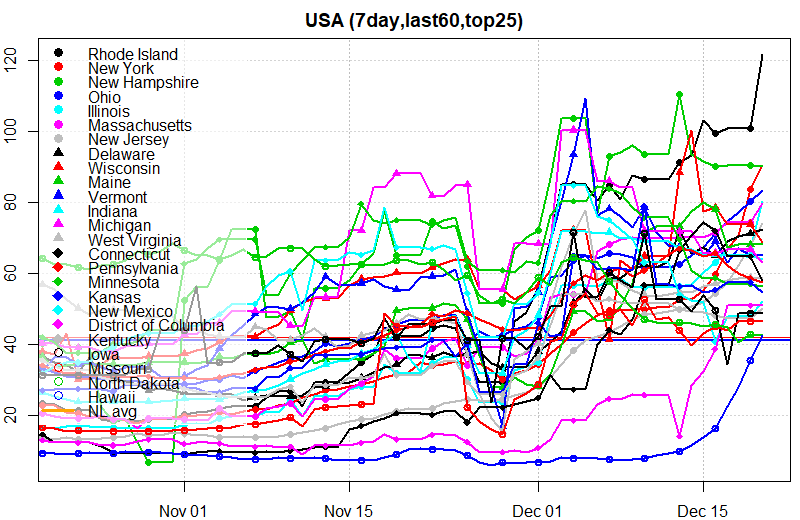 USA (7day,last60,top25)
120
100
80
60
40
20
Rhode Island
New York
New Hampshire
Ohio
Illinois
Massachusetts
New Jersey
Delaware
Wisconsin
Maine
Vermont
Indiana
Michigan
West Virginia
Connecticut
Pennsylvania
Minnesota
Kansas
New Mexico
District of Columbia
Kentucky
Iowa
Missouri
North Dakota
Hawaii
NL avg
Nov 01
Nov 15
Dec 01
Dec 15